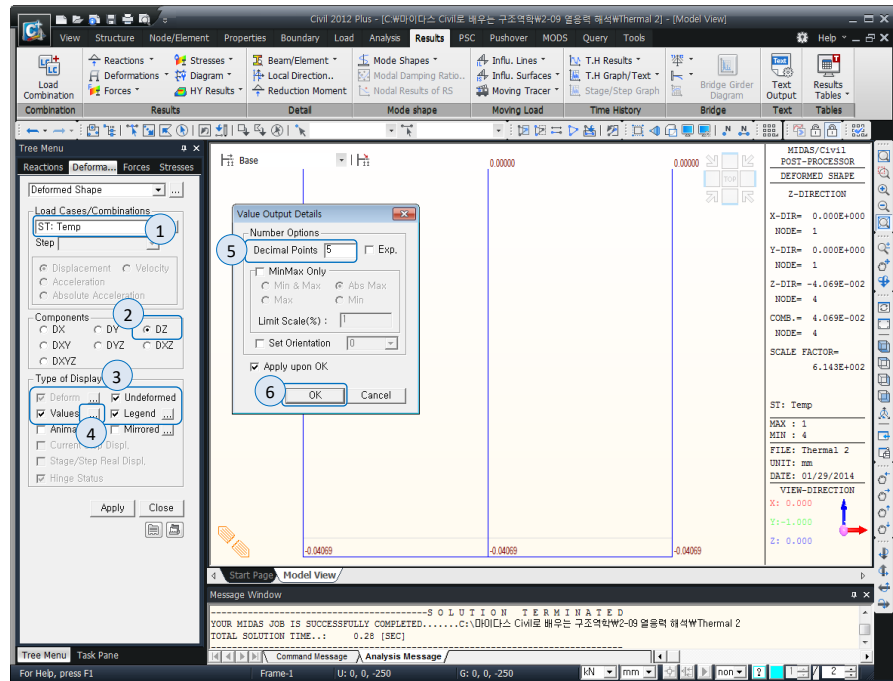 Civil 2012 Plus - [C:₩마이다스 Civil로 배우는 구조역학₩2-09 열응력 해석₩Thermal 2] - [Model View]
View Structure Node/Element Properties Boundary Load Analysis Results PSC Pushover MODS Query Tools Help
Load Combination
Reactions
Deformations
Forces
Stresses
Diagram
HY Results
Beam/Element
Local Direction..
Reduction Moment
Mode Shapes
Modal Damping Ratio..
Nodal Results of RS
Influ. Lines
Influ. Surfaces
Moving Tracer
T.H Results
T.H Graph/Text
Stage/Step Graph
Bridge Girder Diagram
Text
Text Output
Results Tables
Combination Results Detail Mode shape Moving Load Time History Bridge Text Tables
Tree Menu
Reactions Deforma... Forces Stresses
Deformed Shape ...
Load Cases/Combinations
ST: Temp
1
Step
Displacement Velocity
Acceleration
Absolute Acceleration
Components
2
DX DY DZ
DXY DYZ DXZ
DXYZ
3
Type of Display
Deform ... Undeformed
Values ... Legend ...
4
Mirrored ...
Stage/Step Real Displ.
Hinge Status
Apply Close
Tree Menu Task Pane
Base
0.00000 0.00000
TOP
Value Output Details
Number Options
5
Decimal Points 5 Exp.
MinMax Only
Min & Max Abs Max
Max Min
Limit Scale(%) : 1
Set Orientation 0
Apply upon OK
6
OK Cancel
-0.04069 -0.04069 -0.04069
MIDAS/Civil
POST-PROCESSOR
DEFORMED SHAPE
Z-DIRECTION
X-DIR= 0.000E+000
NODE= 1
Y-DIR= 0.000E+000
NODE= 1
Z-DIR= -4.069E-002
NODE= 4
COMB.= 4.069E-002
NODE= 4
SCALE FACTOR=
6.143E+002
ST: Temp
MAX : 1
MIN : 4
FILE: Thermal 2
UNIT: mm
DATE: 01/29/2014
VIEW-DIRECTION
X: 0.000
Y:-1.000
Z: 0.000
Start Page Model View
Message Window
--------------------------------------S O L U T I O N   T E R M I N A T E D
YOUR MIDAS JOB IS SUCCESSFULLY COMPLETED.......C:\마이다스 Civil로 배우는 구조역학₩2-09 열응력 해석₩Thermal 2
TOTAL SOLUTION TIME..: 0.28 [SEC]
Command Message Analysis Message
For Help, press F1 Frame-1 U: 0, 0, -250 G: 0, 0, -250 kN mm non 1 / 2